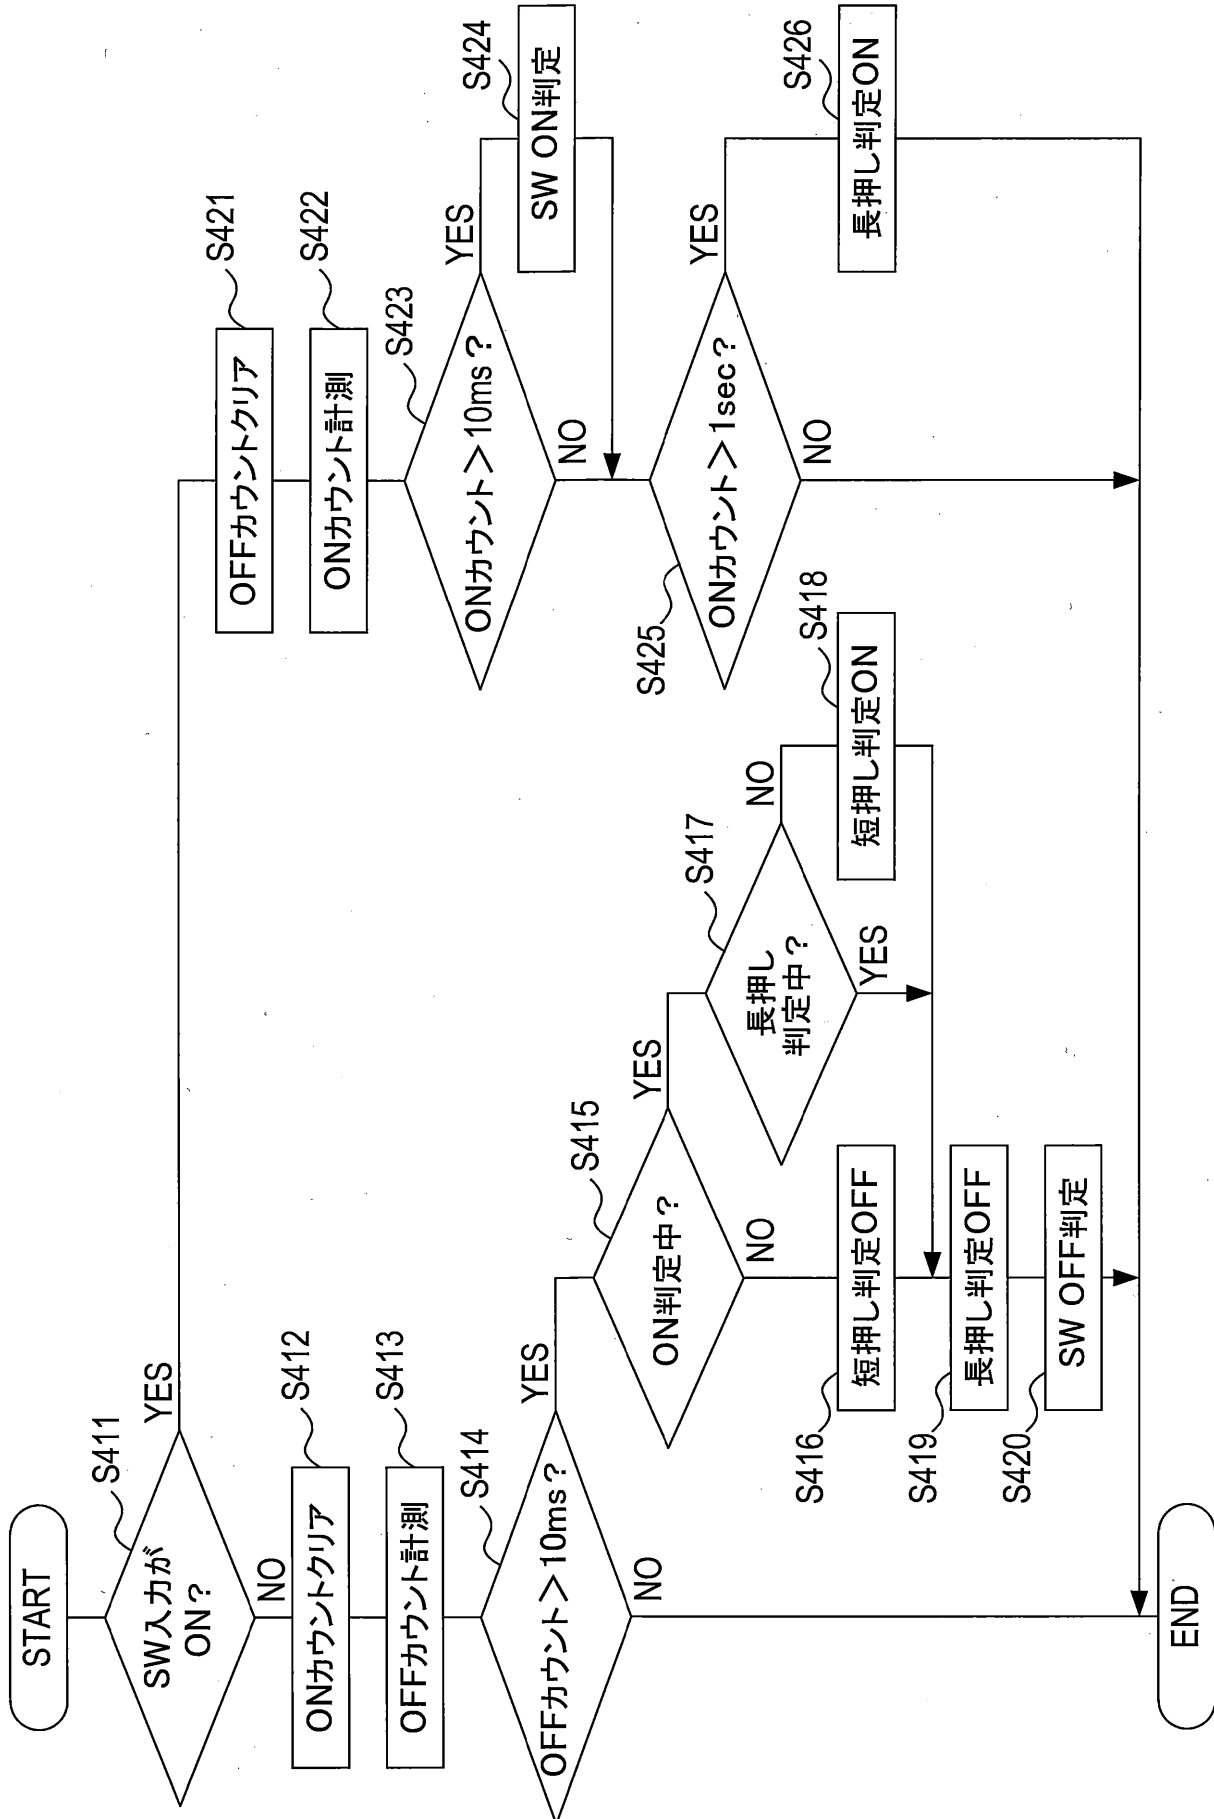 START
SW入力が
ON？
S411
YES
NO
ONカウントクリア
S412
OFFカウント計測
S413
OFFカウント＞10ms？
S414
YES
NO
ON判定中？
S415
YES
NO
短押し判定OFF
S416
長押し
判定中？
S417
NO
YES
短押し判定ON
S418
長押し判定OFF
S419
SW OFF判定
S420
OFFカウントクリア
S421
ONカウント計測
S422
ONカウント＞10ms？
S423
YES
NO
SW ON判定
S424
ONカウント＞1sec？
S425
YES
NO
長押し判定ON
S426
END